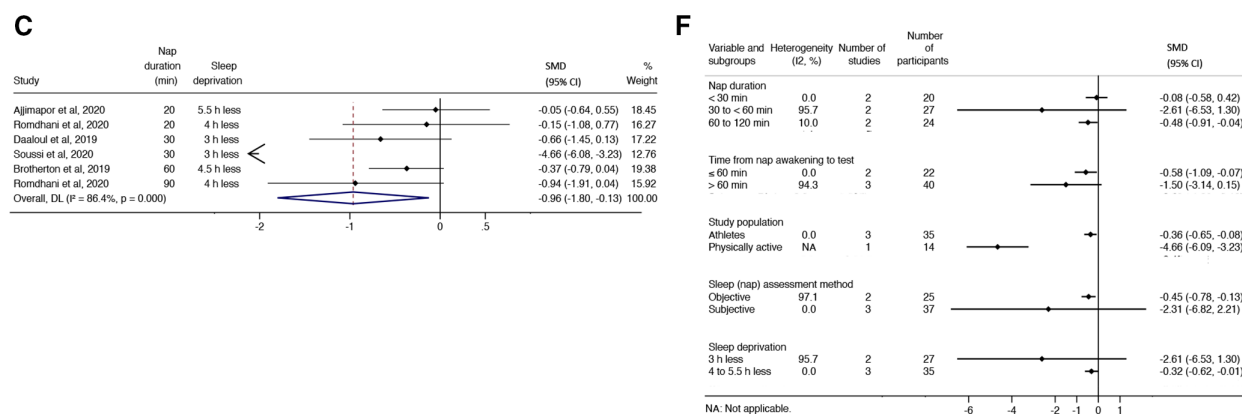 C
Nap
duration Sleep SMD %
Study (min) deprivation (95% CI) Weight
Ajjimapor et al, 2020 20 5.5 h less -0.05 (-0.64, 0.55) 18.45
Romdhani et al, 2020 20 4 h less -0.15 (-1.08, 0.77) 16.27
Daaloul et al, 2019 30 3 h less -0.66 (-1.45, 0.13) 17.22
Soussi et al, 2020 30 3 h less -4.66 (-6.08, -3.23) 12.76
Brotherton et al, 2019 60 4.5 h less -0.37 (-0.79, 0.04) 19.38
Romdhani et al, 2020 90 4 h less -0.94 (-1.91, 0.04) 15.92
Overall, DL (I² = 86.4%, p = 0.000) -0.96 (-1.80, -0.13) 100.00
-2 -1 0 .5
F
Number
Variable and Heterogeneity Number of of SMD
subgroups (I2, %) studies participants (95% CI)
Nap duration
< 30 min 0.0 2 20 -0.08 (-0.58, 0.42)
30 to < 60 min 95.7 2 27 -2.61 (-6.53, 1.30)
60 to 120 min 10.0 2 24 -0.48 (-0.91, -0.04)
Time from nap awakening to test
≤ 60 min 0.0 2 22 -0.58 (-1.09, -0.07)
> 60 min 94.3 3 40 -1.50 (-3.14, 0.15)
Study population
Athletes 0.0 3 35 -0.36 (-0.65, -0.08)
Physically active NA 1 14 -4.66 (-6.09, -3.23)
Sleep (nap) assessment method
Objective 97.1 2 25 -0.45 (-0.78, -0.13)
Subjective 0.0 3 37 -2.31 (-6.82, 2.21)
Sleep deprivation
3 h less 95.7 2 27 -2.61 (-6.53, 1.30)
4 to 5.5 h less 0.0 3 35 -0.32 (-0.62, -0.01)
NA: Not applicable. -6 -4 -2 -1 0 1